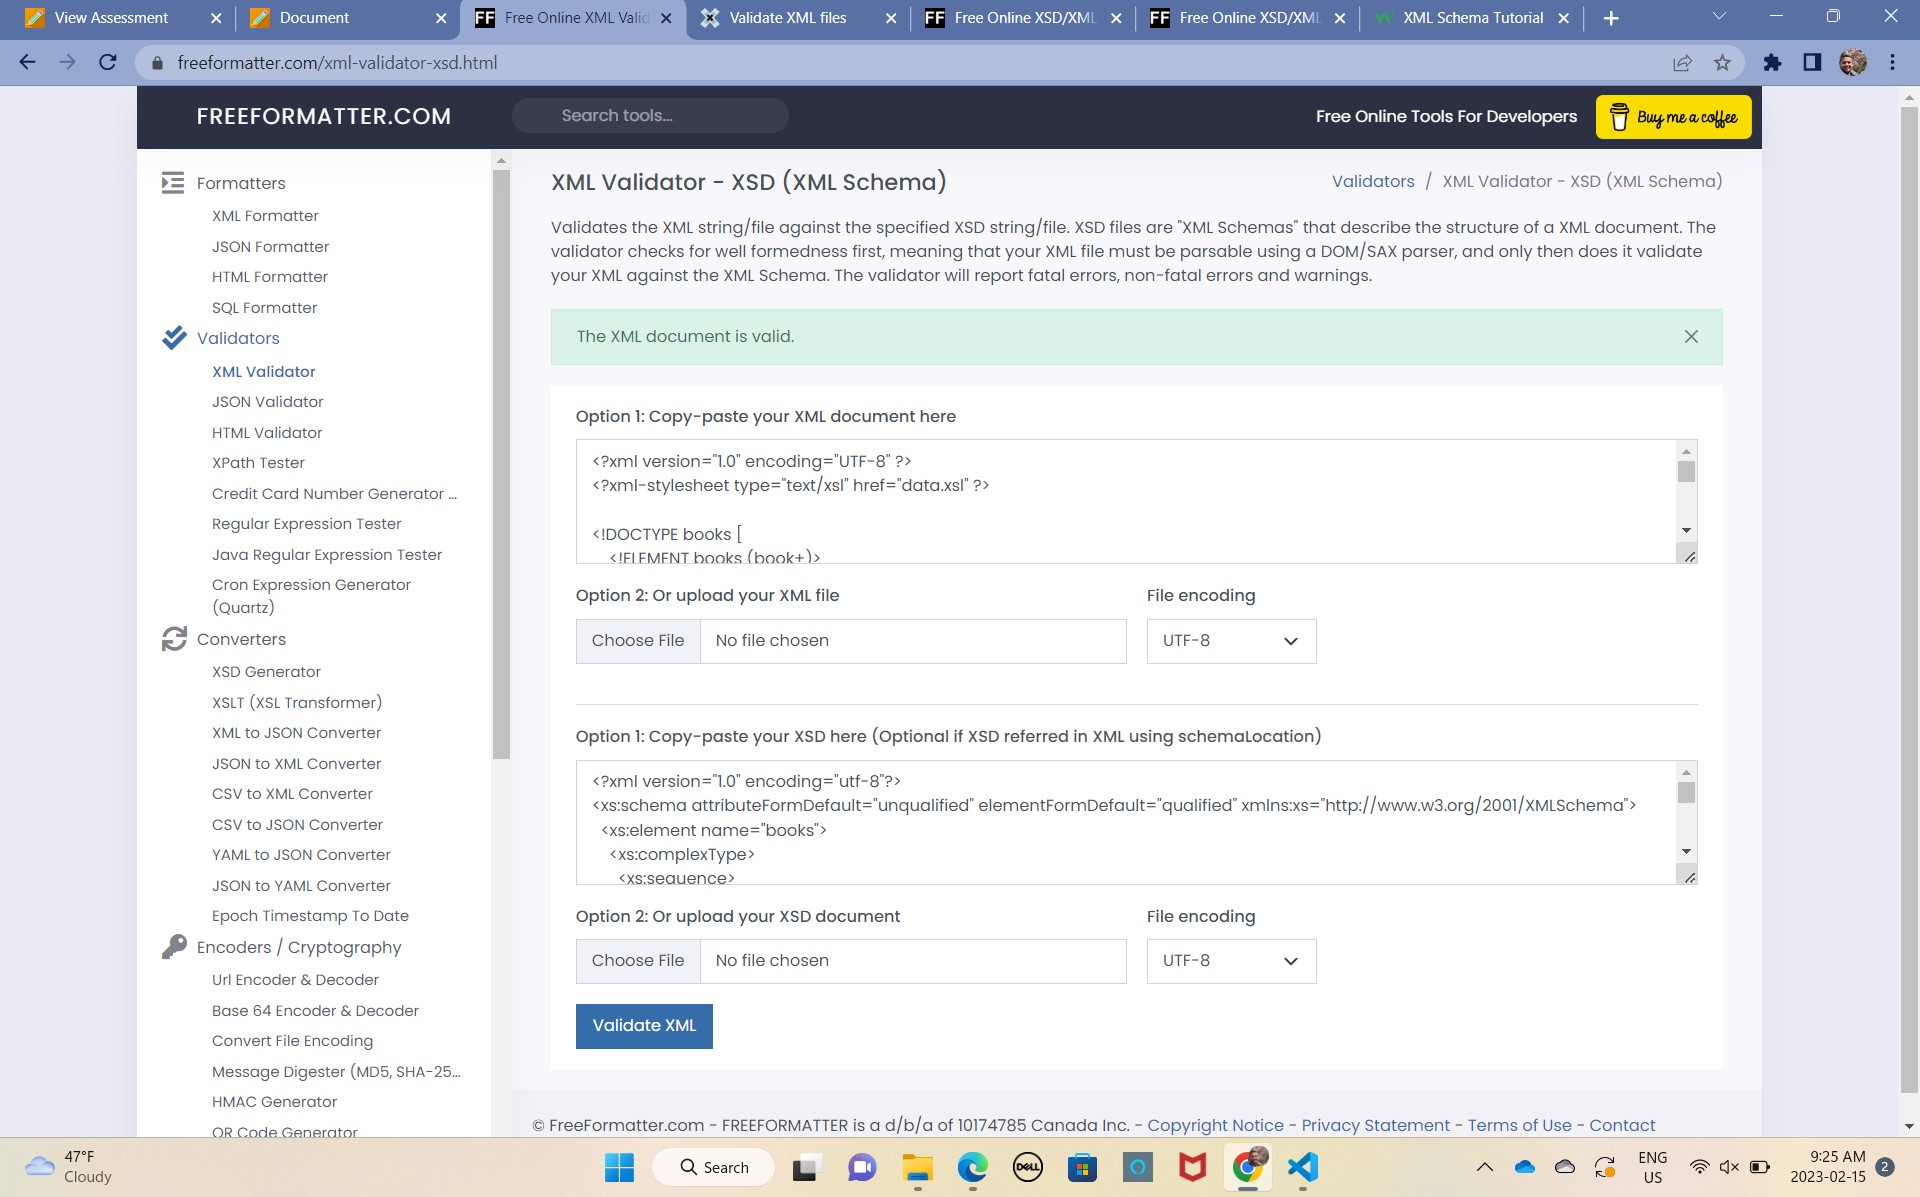 View Assessment
Document
Free Online XML Valid
Validate XML files
Free Online XSD/XML
Free Online XSD/XML
XML Schema Tutorial
freeformatter.com/xml-validator-xsd.html
FREEFORMATTER.COM
Search tools...
Free Online Tools For Developers
Buy me a coffee
Formatters
XML Formatter
JSON Formatter
HTML Formatter
SQL Formatter
Validators
XML Validator
JSON Validator
HTML Validator
XPath Tester
Credit Card Number Generator ...
Regular Expression Tester
Java Regular Expression Tester
Cron Expression Generator
(Quartz)
Converters
XSD Generator
XSLT (XSL Transformer)
XML to JSON Converter
JSON to XML Converter
CSV to XML Converter
CSV to JSON Converter
YAML to JSON Converter
JSON to YAML Converter
Epoch Timestamp To Date
Encoders / Cryptography
Url Encoder & Decoder
Base 64 Encoder & Decoder
Convert File Encoding
Message Digester (MD5, SHA-25...
HMAC Generator
QR Code Generator
XML Validator - XSD (XML Schema)
Validators / XML Validator - XSD (XML Schema)
Validates the XML string/file against the specified XSD string/file. XSD files are "XML Schemas" that describe the structure of a XML document. The
validator checks for well formedness first, meaning that your XML file must be parsable using a DOM/SAX parser, and only then does it validate
your XML against the XML Schema. The validator will report fatal errors, non-fatal errors and warnings.
The XML document is valid.
Option 1: Copy-paste your XML document here
<?xml version="1.0" encoding="UTF-8" ?>
<?xml-stylesheet type="text/xsl" href="data.xsl" ?>
<!DOCTYPE books [
<!ELEMENT books (book+)>
Option 2: Or upload your XML file
File encoding
Choose File No file chosen
UTF-8
Option 1: Copy-paste your XSD here (Optional if XSD referred in XML using schemaLocation)
<?xml version="1.0" encoding="utf-8"?>
<xs:schema attributeFormDefault="unqualified" elementFormDefault="qualified" xmlns:xs="http://www.w3.org/2001/XMLSchema">
<xs:element name="books">
<xs:complexType>
<xs:sequence>
Option 2: Or upload your XSD document
File encoding
Choose File No file chosen
UTF-8
Validate XML
© FreeFormatter.com - FREEFORMATTER is a d/b/a of 10174785 Canada Inc. - Copyright Notice - Privacy Statement - Terms of Use - Contact
47°F
Cloudy
Search
DELL
ENG
US
9:25 AM
2023-02-15
2